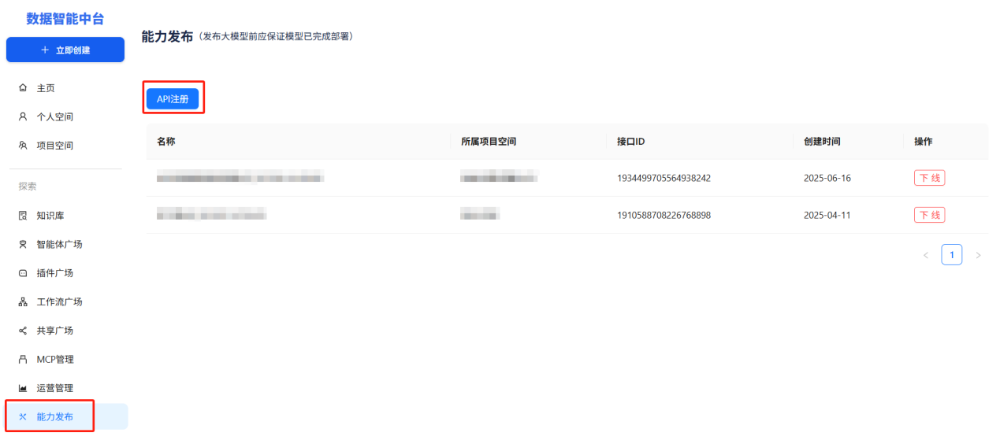 数据智能中台
+ 立即创建
主页
个人空间
项目空间
探索
知识库
智能体广场
插件广场
工作流广场
共享广场
MCP管理
运营管理
能力发布
能力发布（发布大模型前应保证模型已完成部署）
API注册
名称 所属项目空间 接口ID 创建时间 操作
1934499705564938242 2025-06-16 下线
1910588708226768898 2025-04-11 下线
< 1 >